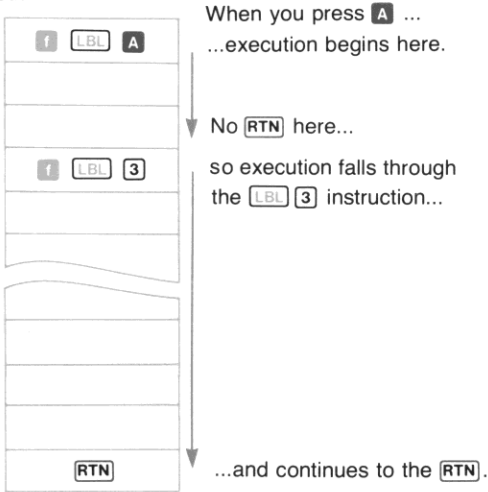 When you press A ...
f LBL A ...execution begins here.
No RTN here...
f LBL 3 so execution falls through
the LBL 3 instruction...
RTN ...and continues to the RTN.